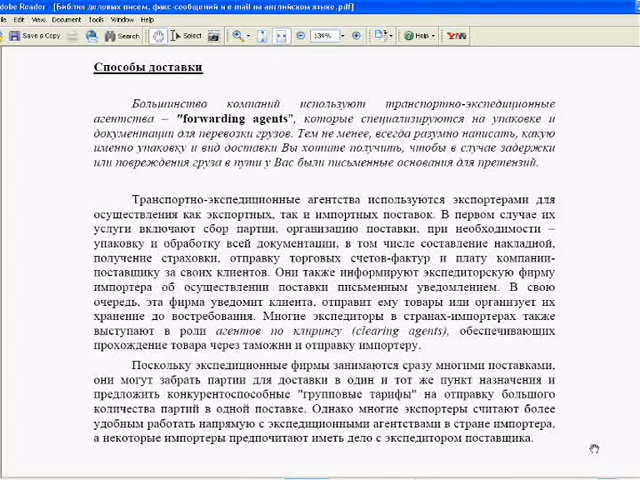 dobe Reader - [Библия деловых писем, факс-сообщений и e-mail на английском языке.pdf]
File Edit View Document Tools Window Help
Save a Copy Search Select 134% Help Y!
Способы доставки
Большинство компаний используют транспортно-экспедиционные
агентства – "forwarding agents", которые специализируются на упаковке и
документации для перевозки грузов. Тем не менее, всегда разумно написать, какую
именно упаковку и вид доставки Вы хотите получить, чтобы в случае задержки
или повреждения груза в пути у Вас были письменные основания для претензий.
Транспортно-экспедиционные агентства используются экспортерами для
осуществления как экспортных, так и импортных поставок. В первом случае их
услуги включают сбор партии, организацию поставки, при необходимости –
упаковку и обработку всей документации, в том числе составление накладной,
получение страховки, отправку торговых счетов-фактур и плату компании-
поставщику за своих клиентов. Они также информируют экспедиторскую фирму
импортера об осуществлении поставки письменным уведомлением. В свою
очередь, эта фирма уведомит клиента, отправит ему товары или организует их
хранение до востребования. Многие экспедиторы в странах-импортерах также
выступают в роли агентов по клирингу (clearing agents), обеспечивающих
прохождение товара через таможни и отправку импортеру.
Поскольку экспедиционные фирмы занимаются сразу многими поставками,
они могут забрать партии для доставки в один и тот же пункт назначения и
предложить конкурентоспособные "групповые тарифы" на отправку большого
количества партий в одной поставке. Однако многие экспортеры считают более
удобным работать напрямую с экспедиционными агентствами в стране импортера,
а некоторые импортеры предпочитают иметь дело с экспедитором поставщика.